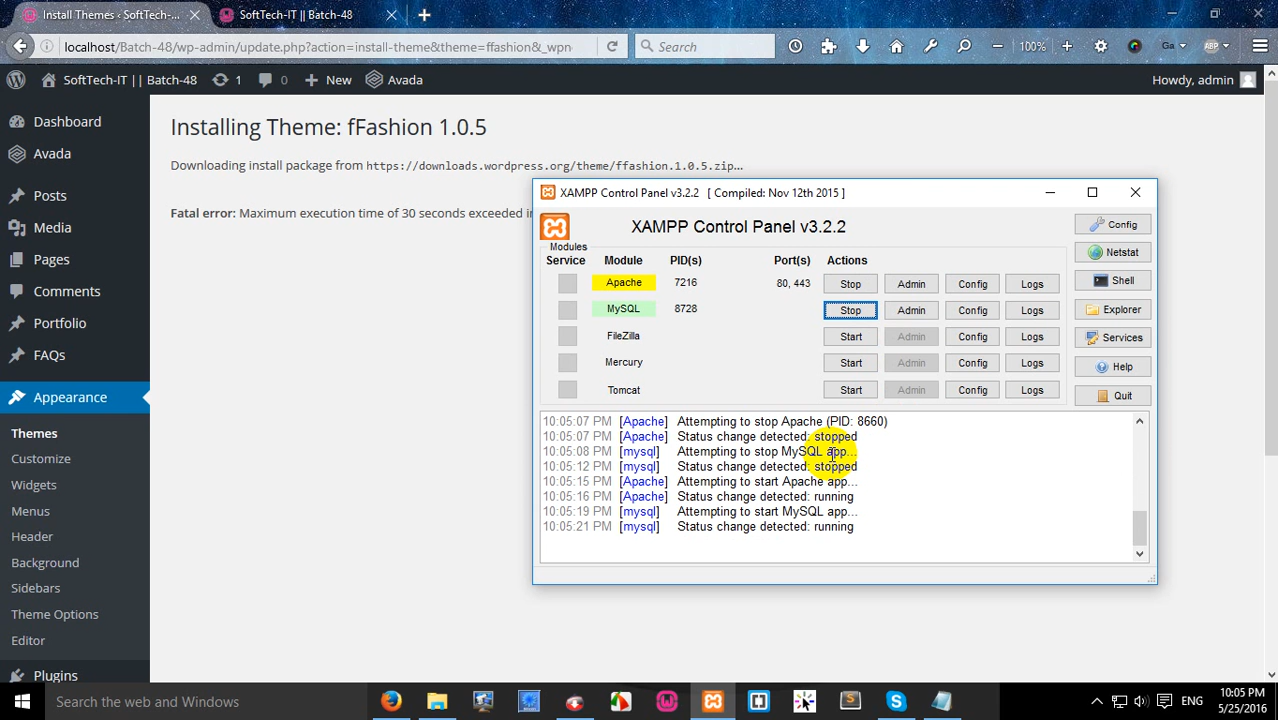 Install Themes ‹ SoftTech-...
SoftTech-IT || Batch-48
localhost/Batch-48/wp-admin/update.php?action=install-theme&theme=ffashion&_wpn
Search
100%
Ga
ABP
SoftTech-IT || Batch-48
1
0
New
Avada
Howdy, admin
Dashboard
Avada
Posts
Media
Pages
Comments
Portfolio
FAQs
Appearance
Themes
Customize
Widgets
Menus
Header
Background
Sidebars
Theme Options
Editor
Plugins
Installing Theme: fFashion 1.0.5
Downloading install package from https://downloads.wordpress.org/theme/ffashion.1.0.5.zip…
Fatal error: Maximum execution time of 30 seconds exceeded in
XAMPP Control Panel v3.2.2 [ Compiled: Nov 12th 2015 ]
XAMPP Control Panel v3.2.2
Modules
Service Module PID(s) Port(s) Actions
Apache 7216 80, 443 Stop Admin Config Logs
MySQL 8728 Stop Admin Config Logs
FileZilla Start Admin Config Logs
Mercury Start Admin Config Logs
Tomcat Start Admin Config Logs
Config
Netstat
Shell
Explorer
Services
Help
Quit
10:05:07 PM [Apache] Attempting to stop Apache (PID: 8660)
10:05:07 PM [Apache] Status change detected: stopped
10:05:08 PM [mysql] Attempting to stop MySQL app...
10:05:12 PM [mysql] Status change detected: stopped
10:05:15 PM [Apache] Attempting to start Apache app...
10:05:16 PM [Apache] Status change detected: running
10:05:19 PM [mysql] Attempting to start MySQL app...
10:05:21 PM [mysql] Status change detected: running
Search the web and Windows
ENG
10:05 PM
5/25/2016